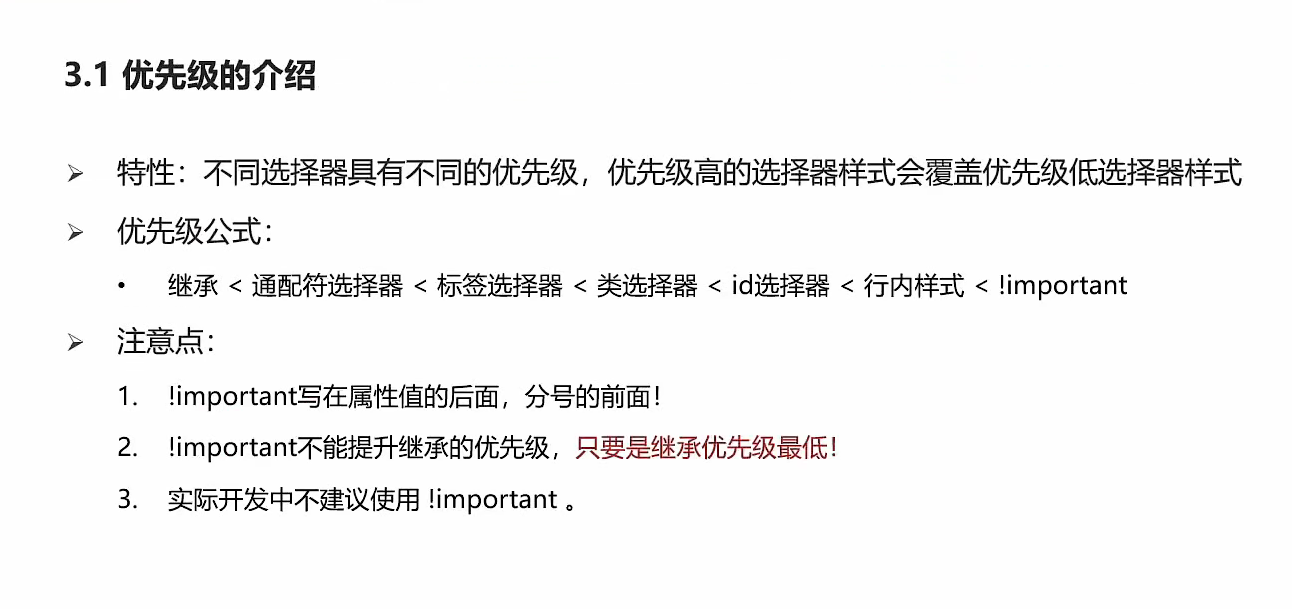 3.1 优先级的介绍
➢ 特性：不同选择器具有不同的优先级，优先级高的选择器样式会覆盖优先级低选择器样式
➢ 优先级公式：
• 继承 < 通配符选择器 < 标签选择器 < 类选择器 < id选择器 < 行内样式 < !important
➢ 注意点：
1. !important写在属性值的后面，分号的前面！
2. !important不能提升继承的优先级，只要是继承优先级最低！
3. 实际开发中不建议使用 !important 。